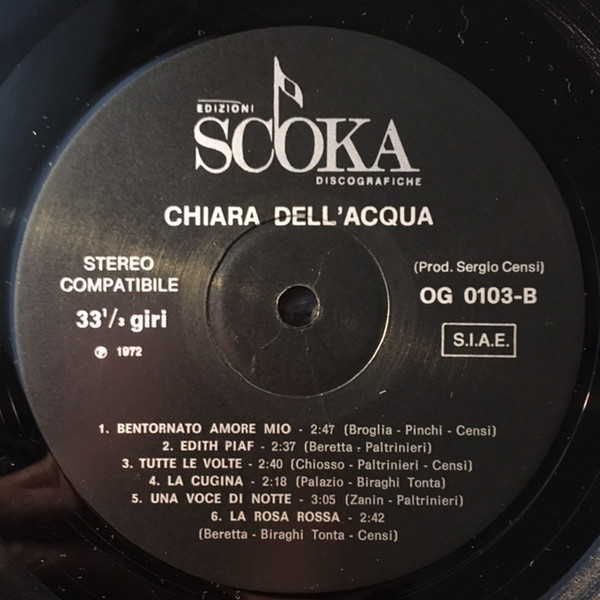 EDIZIONI
SCOKA
DISCOGRAFICHE
CHIARA DELL'ACQUA
STEREO
COMPATIBILE
33 1/3 giri
℗ 1972
(Prod. Sergio Censi)
OG 0103-B
S.I.A.E.
1. BENTORNATO AMORE MIO - 2:47 (Broglia - Pinchi - Censi)
2. EDITH PIAF - 2:37 (Beretta - Paltrinieri)
3. TUTTE LE VOLTE - 2:40 (Chiosso - Paltrinieri - Censi)
4. LA CUGINA - 2:18 (Palazio - Biraghi Tonta)
5. UNA VOCE DI NOTTE - 3:05 (Zanin - Paltrinieri)
6. LA ROSA ROSSA - 2:42
(Beretta - Biraghi Tonta - Censi)